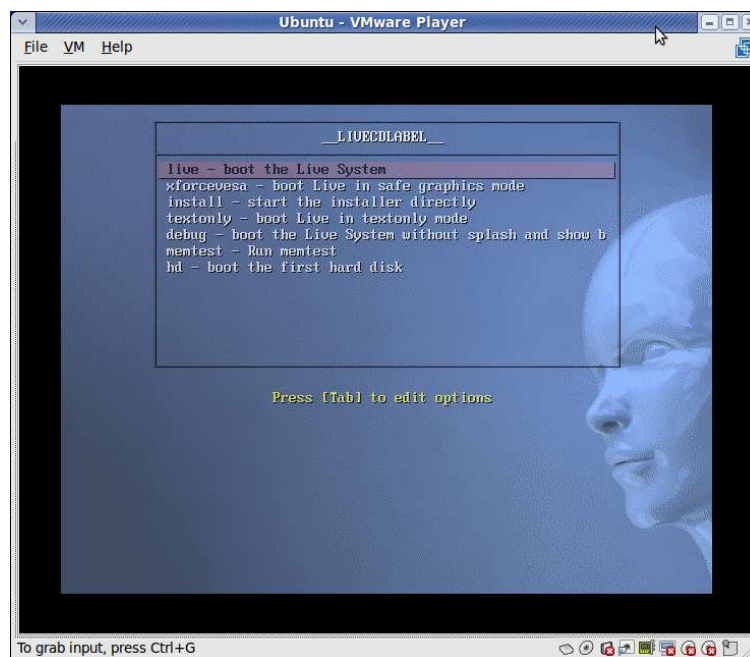 Ubuntu - VMware Player
File VM Help
__LIVECDLABEL__
live - boot the Live System
xforcevesa - boot Live in safe graphics mode
install - start the installer directly
textonly - boot Live in textonly mode
debug - boot the Live System without splash and show b
memtest - Run memtest
hd - boot the first hard disk
Press [Tab] to edit options
To grab input, press Ctrl+G